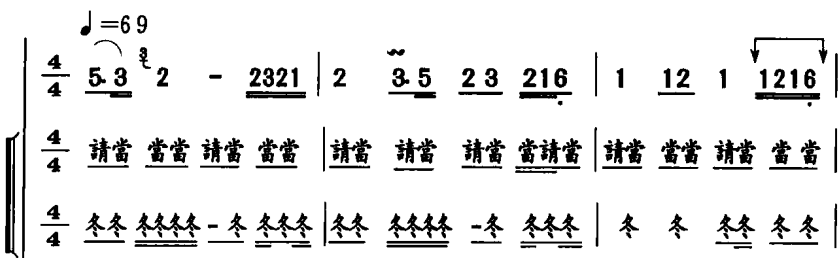 ♩=69
4/4 5. 3 3 2 - 2321 | 2 3. 5 2 3 216 | 1 12 1 1216 |
4/4 請當 當當 請當 當當 | 請當 請當 請當 當請當 | 請當 當當 請當 當當 |
4/4 冬冬 冬冬冬冬 - 冬 冬冬冬 | 冬冬 冬冬冬冬 - 冬 冬冬冬 | 冬 冬 冬冬 冬冬 |